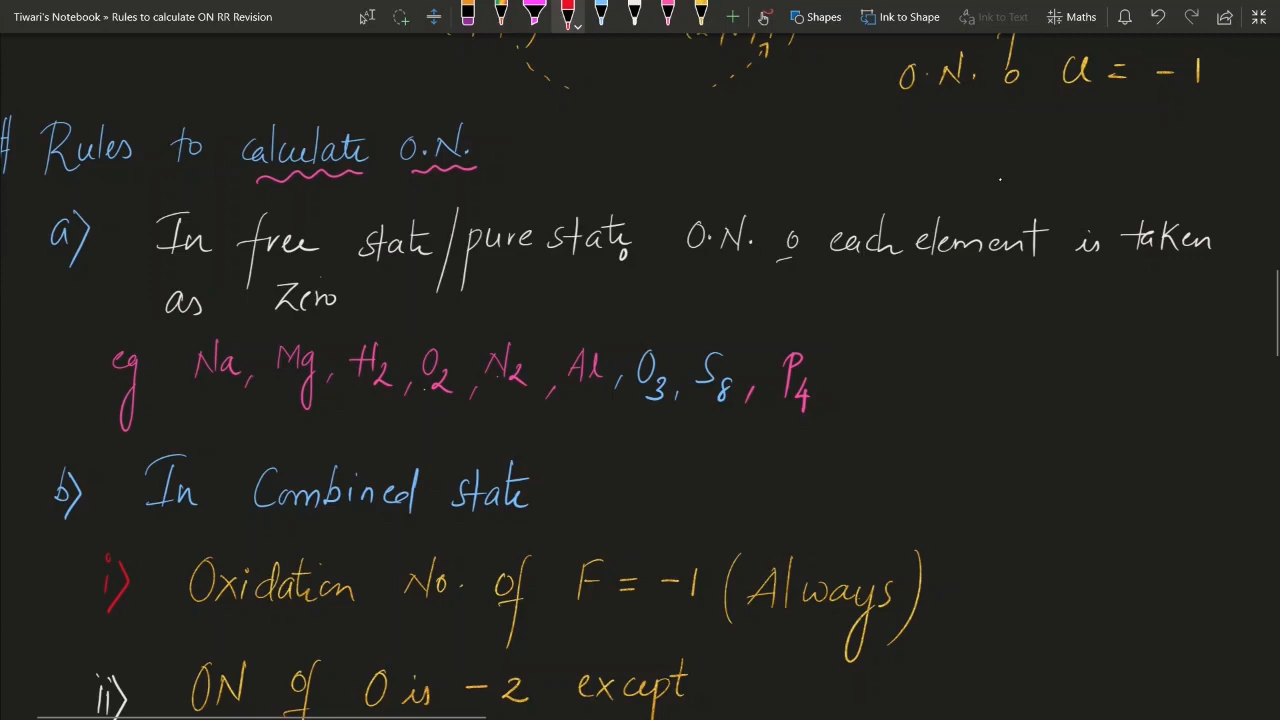 Tiwari's Notebook » Rules to calculate ON RR Revision
Shapes
Ink to Shape
Ink to Text
Maths
O.N. o Cl = -1
# Rules to calculate O.N.
a) In free state/pure state O.N. o each element is taken
as Zero
eg Na, Mg, H2, O2, N2, Al, O3, S8, P4
b) In Combined state
i) Oxidation No. of F = -1 (Always)
ii) ON of O is -2 except